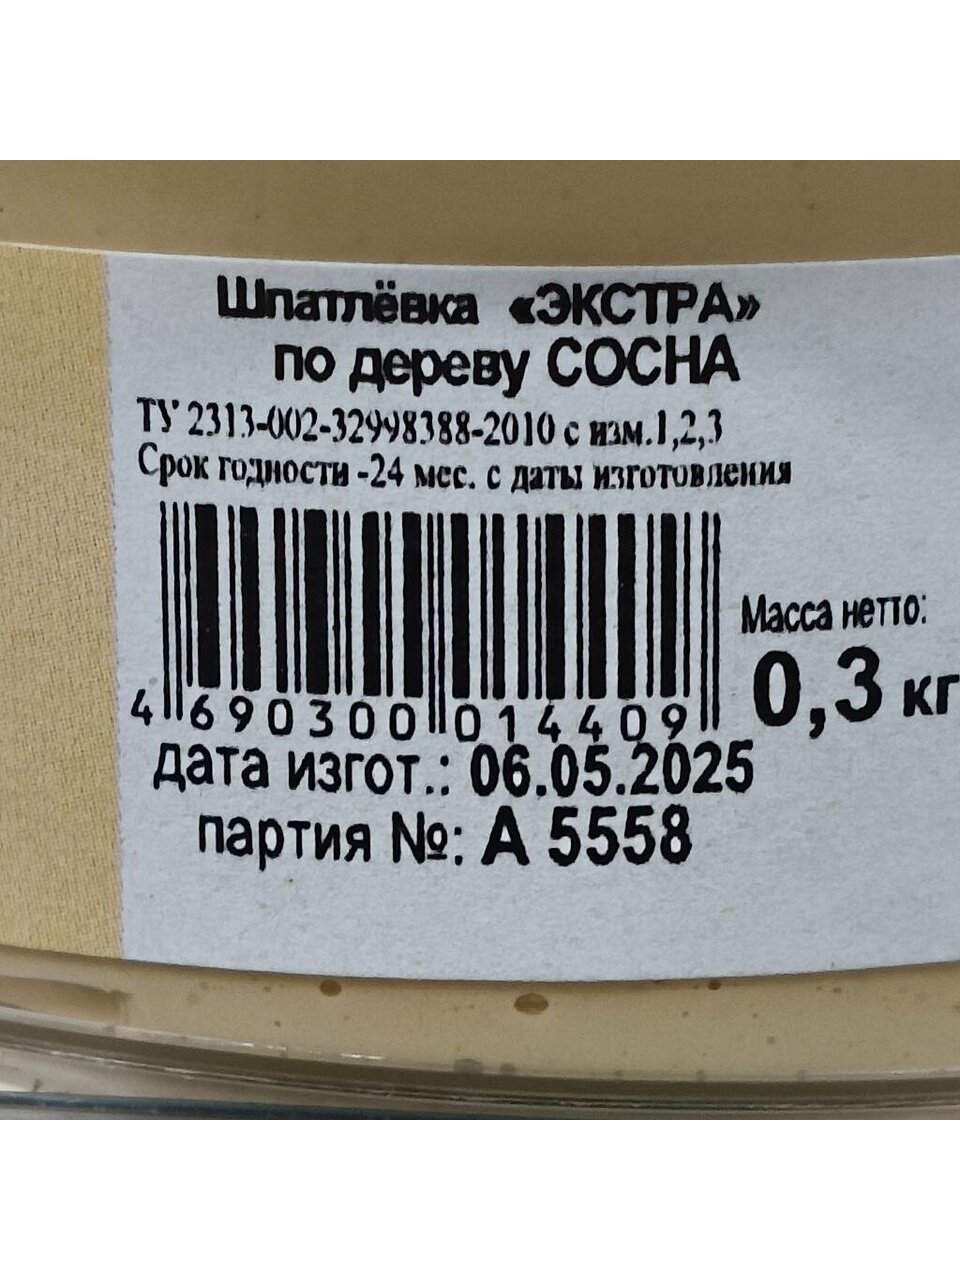 Шпатлёвка «ЭКСТРА»
по дереву СОСНА
ТУ 2313-002-32998388-2010 с изм.1,2,3
Срок годности -24 мес. с даты изготовления
Масса нетто:
0,3 кг
4 690300 014409
дата изгот.: 06.05.2025
партия №: А 5558